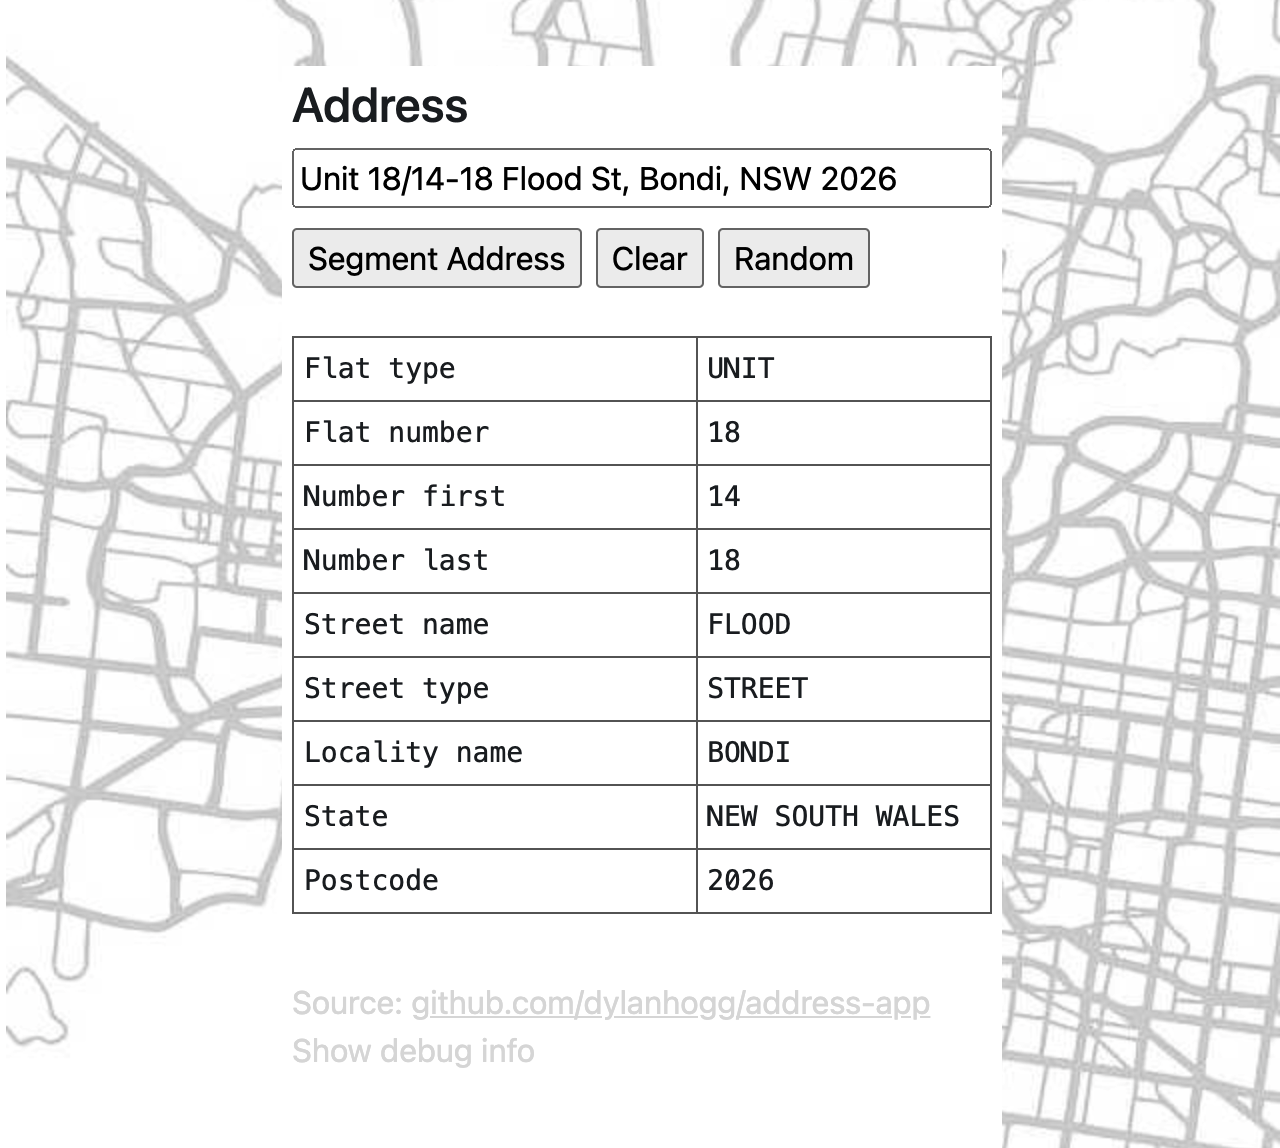 Address
Unit 18/14-18 Flood St, Bondi, NSW 2026
Segment Address Clear Random
Flat type UNIT
Flat number 18
Number first 14
Number last 18
Street name FLOOD
Street type STREET
Locality name BONDI
State NEW SOUTH WALES
Postcode 2026
Source: github.com/dylanhogg/address-app
Show debug info